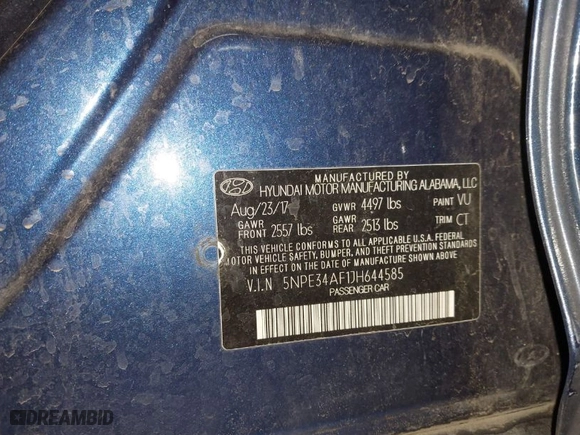 MANUFACTURED BY
HYUNDAI MOTOR MANUFACTURING ALABAMA, LLC
Aug/23/17 GVWR 4497 lbs PAINT VU
GAWR FRONT 2557 lbs GAWR REAR 2513 lbs TRIM CT
THIS VEHICLE CONFORMS TO ALL APPLICABLE U.S.A. FEDERAL
MOTOR VEHICLE SAFETY, BUMPER, AND THEFT PREVENTION STANDARDS
IN EFFECT ON THE DATE OF MANUFACTURE SHOWN ABOVE
V.I.N 5NPE34AF1JH644585
PASSENGER CAR
DREAMBID